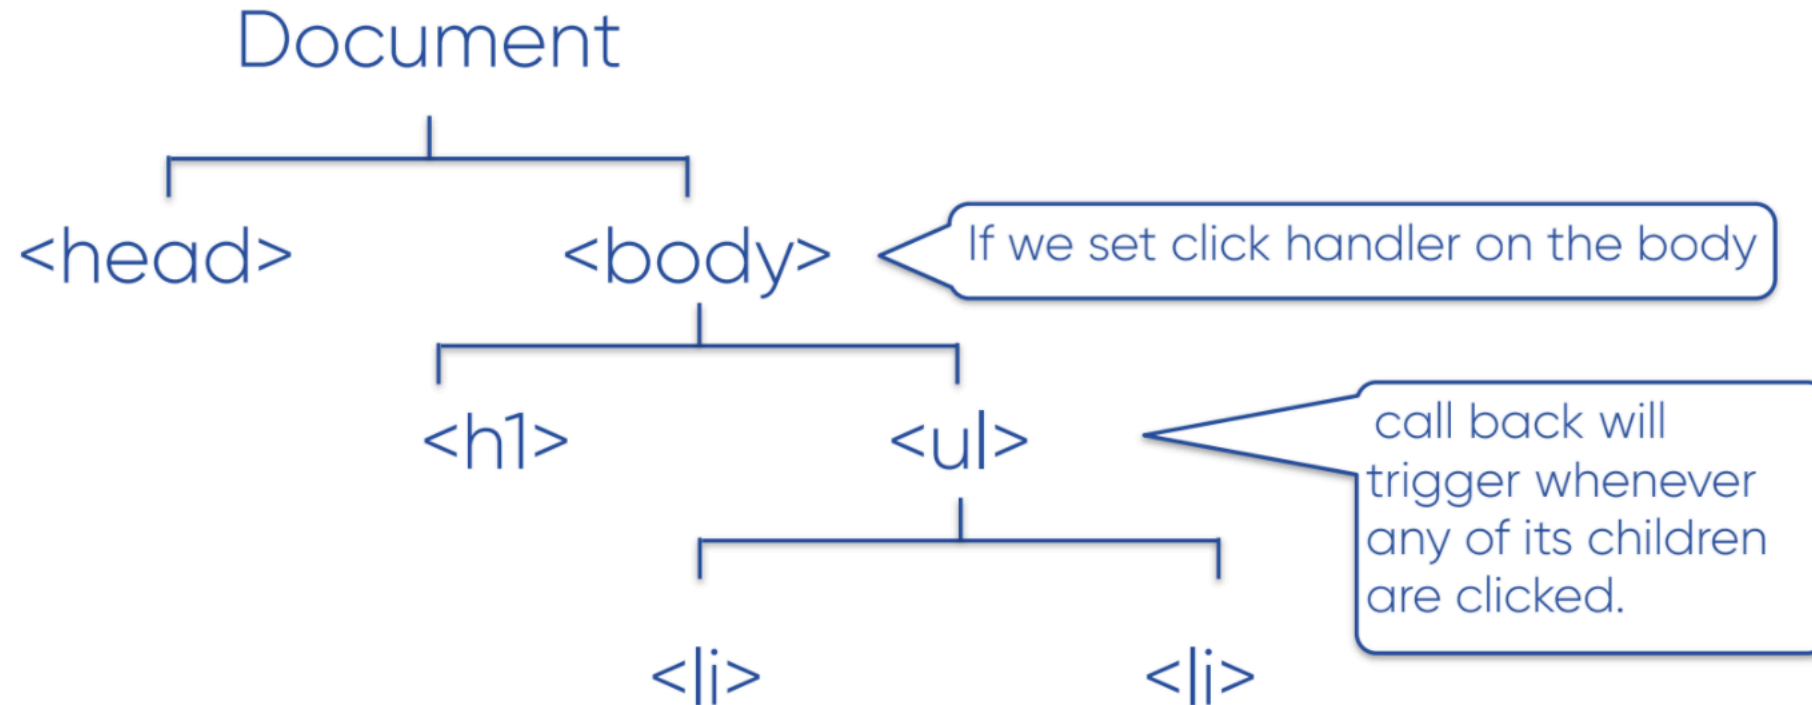 Document
<head>
<body>
If we set click handler on the body
<h1>
<ul>
call back will
trigger whenever
any of its children
are clicked.
<li>
<li>